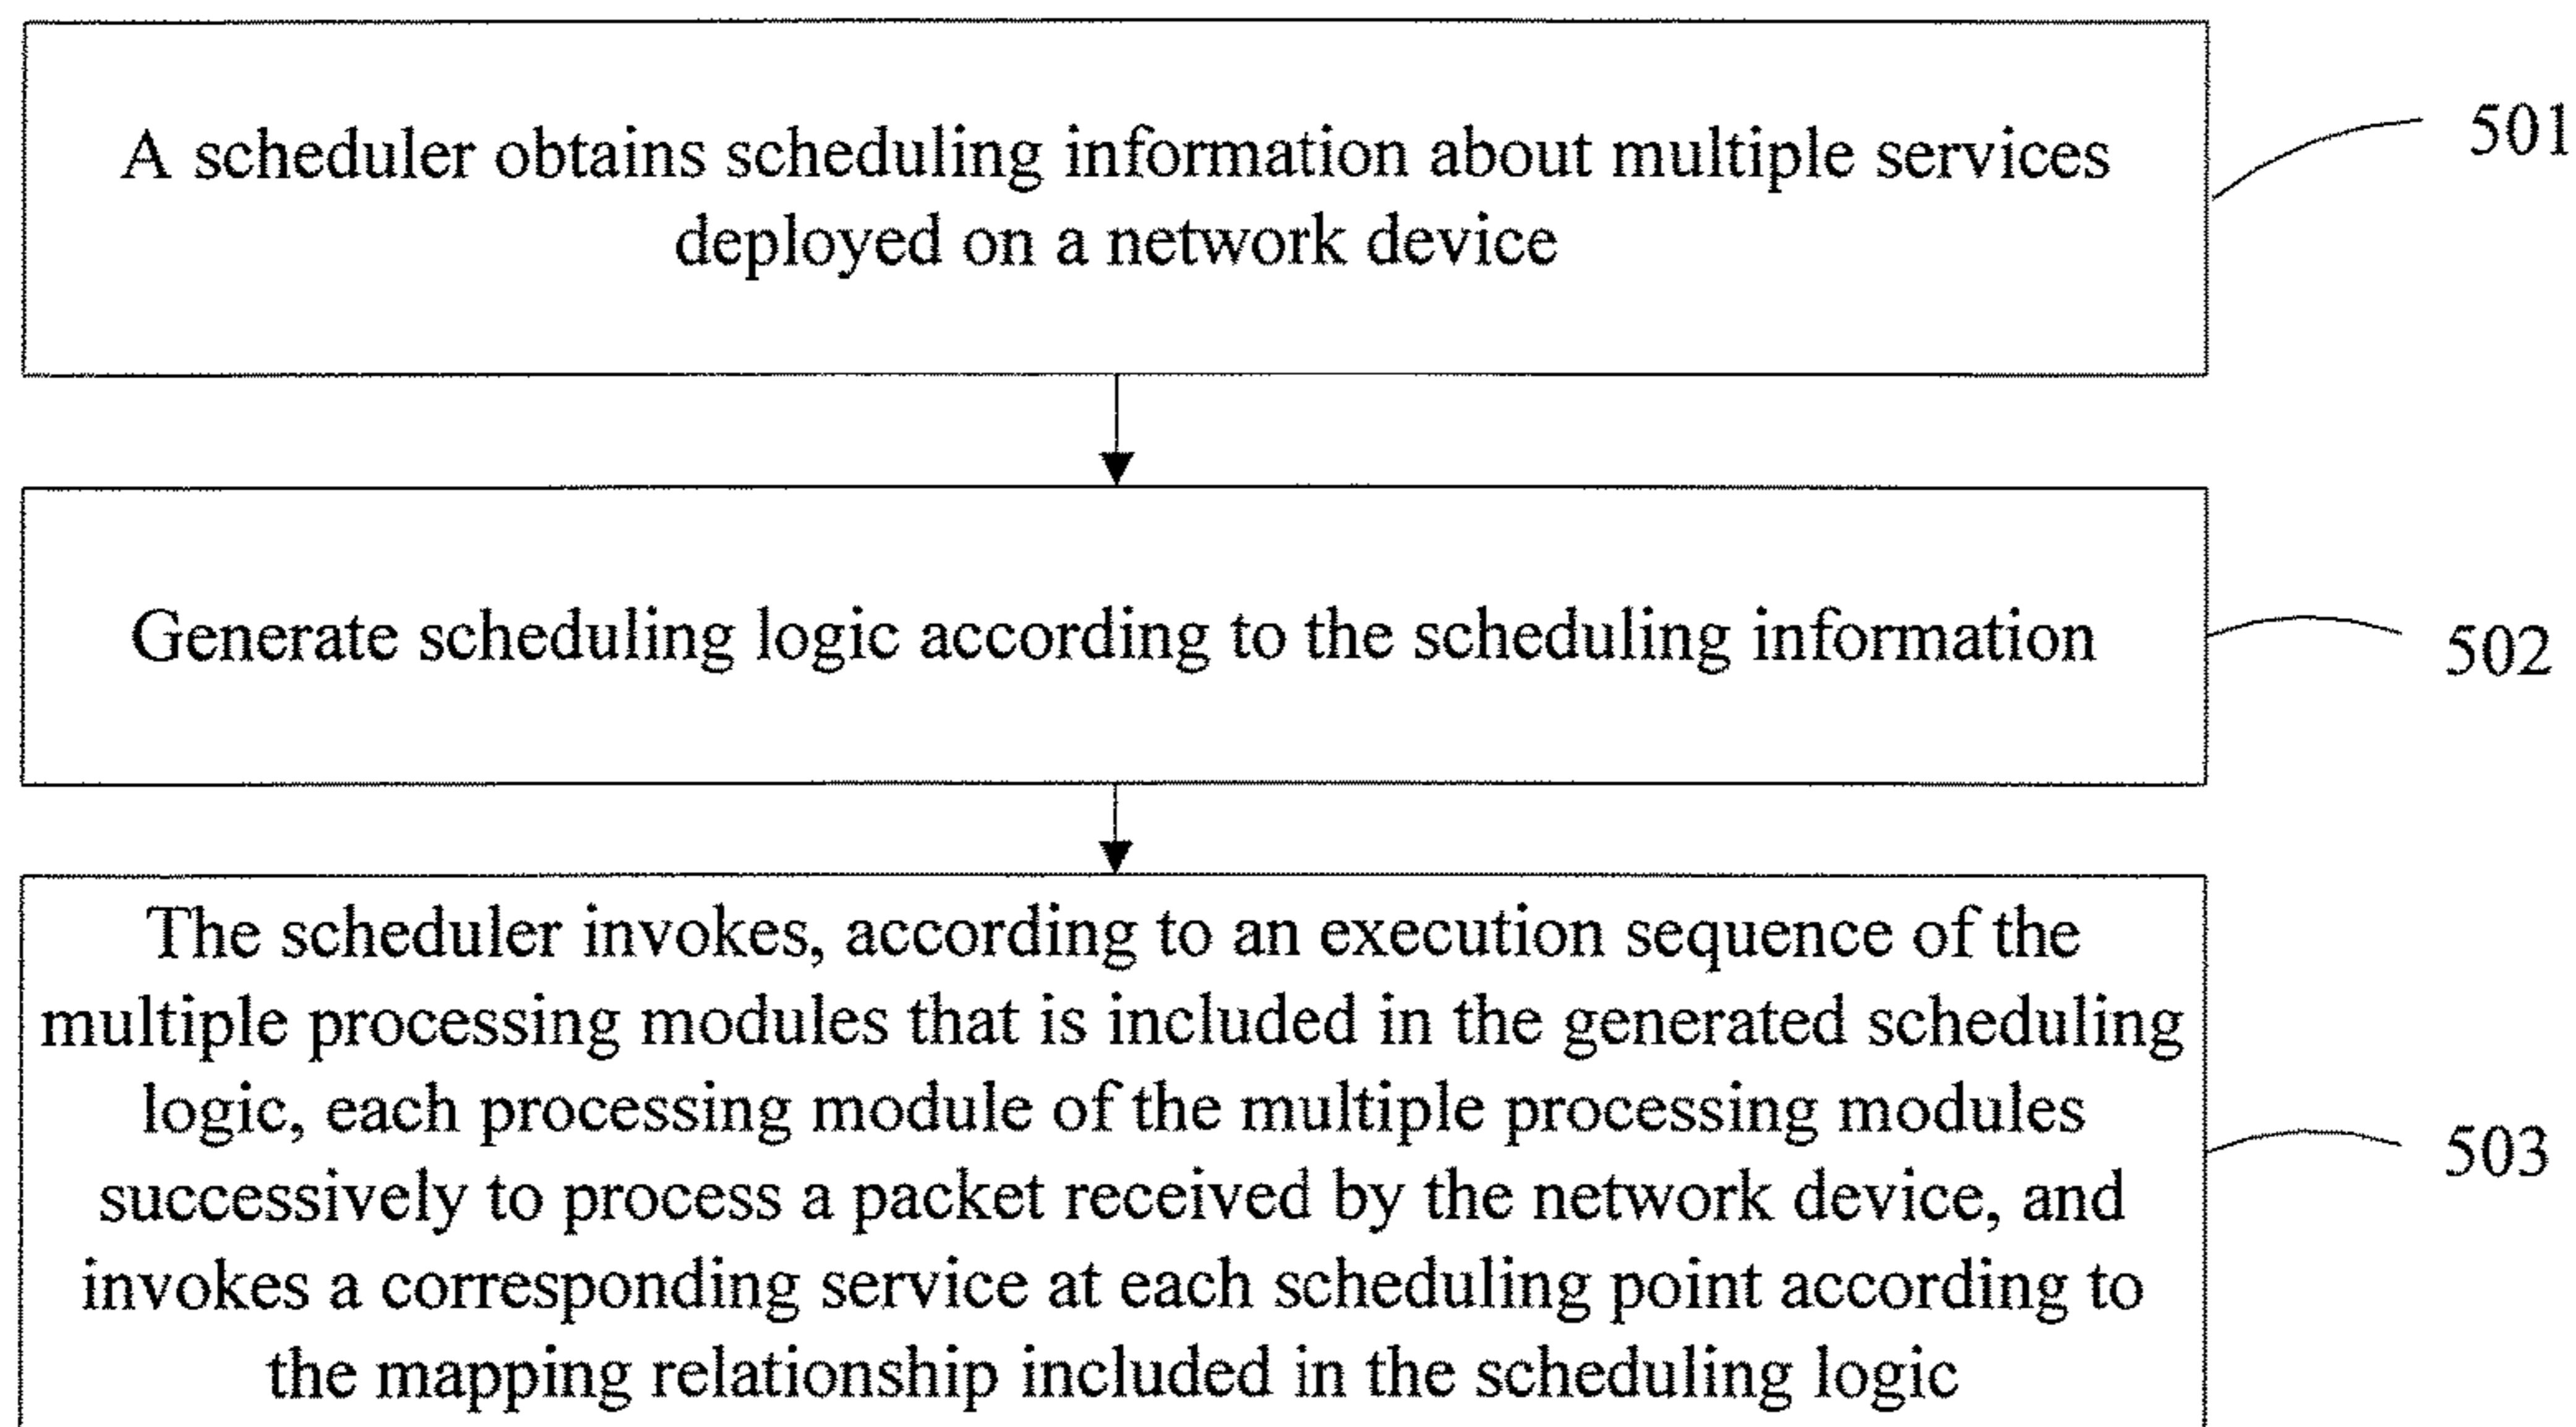 A scheduler obtains scheduling information about multiple services
deployed on a network device
501
Generate scheduling logic according to the scheduling information
502
The scheduler invokes, according to an execution sequence of the
multiple processing modules that is included in the generated scheduling
logic, each processing module of the multiple processing modules
successively to process a packet received by the network device, and
invokes a corresponding service at each scheduling point according to
the mapping relationship included in the scheduling logic
503